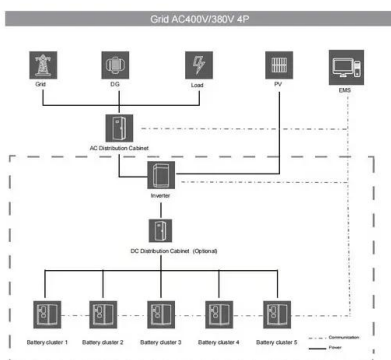 Grid AC400V/380V 4P
Grid
DG
Load
PV
EMS
AC Distribution Cabinet
Inverter
DC Distribution Cabinet (Optional)
Battery cluster 1
Battery cluster 2
Battery cluster 3
Battery cluster 4
Battery cluster 5
Communication
Power